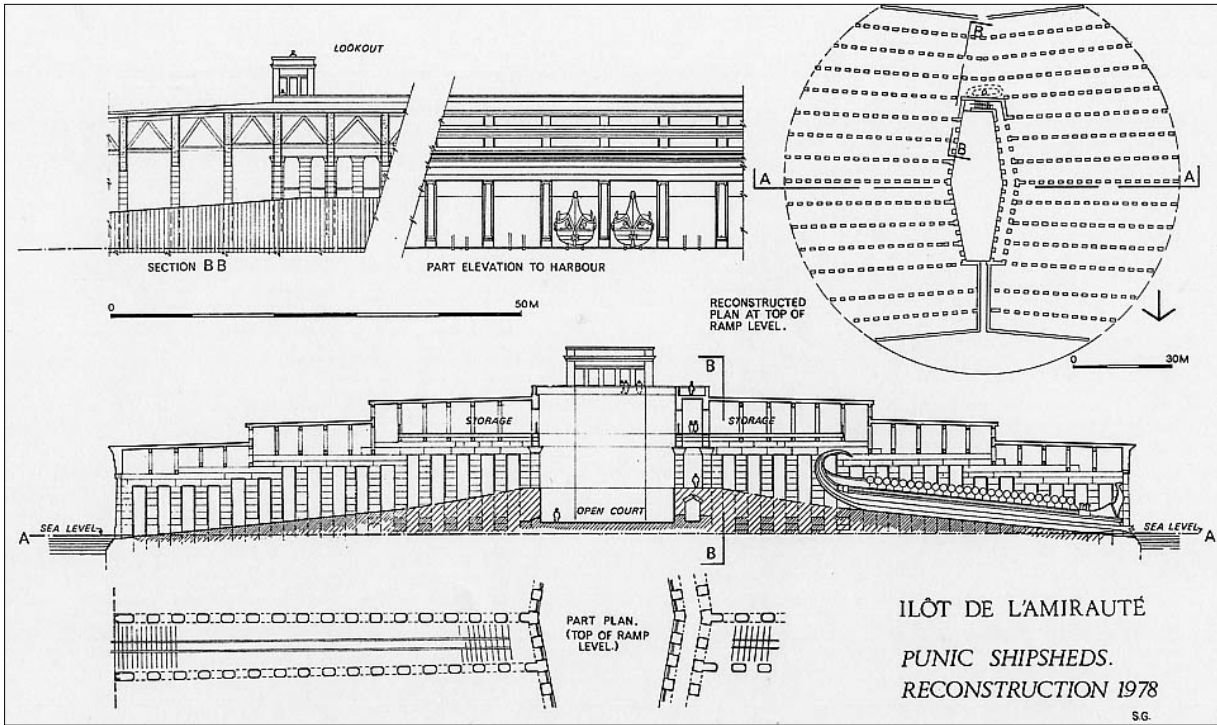 LOOKOUT
B
B
A
A
SECTION BB
PART ELEVATION TO HARBOUR
0
50M
RECONSTRUCTED
PLAN AT TOP OF
RAMP LEVEL.
0
30M
B
STORAGE
STORAGE
SEA LEVEL
OPEN COURT
SEA LEVEL
A
A
B
PART PLAN.
(TOP OF RAMP
LEVEL.)
ILÔT DE L'AMIRAUTÉ
PUNIC SHIPSHEDS.
RECONSTRUCTION 1978
S.G.